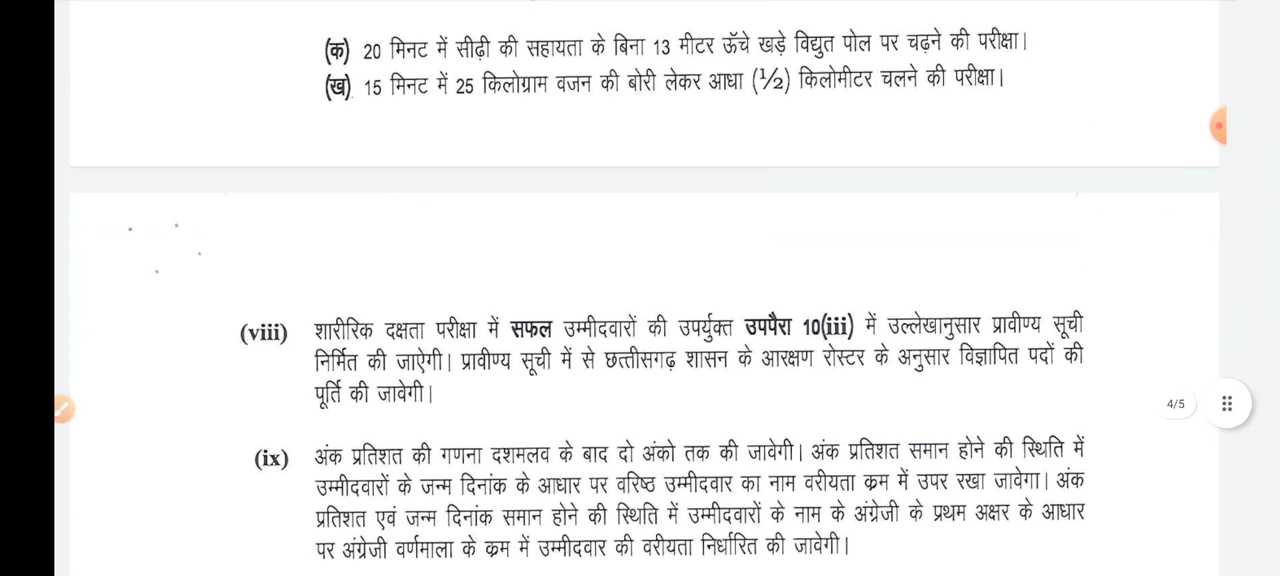 (क) 20 मिनट में सीढ़ी की सहायता के बिना 13 मीटर ऊँचे खड़े विद्युत पोल पर चढ़ने की परीक्षा।
(ख) 15 मिनट में 25 किलोग्राम वजन की बोरी लेकर आधा (1/2) किलोमीटर चलने की परीक्षा।
(viii) शारीरिक दक्षता परीक्षा में सफल उम्मीदवारों की उपर्युक्त उपपैरा 10(iii) में उल्लेखानुसार प्रावीण्य सूची
निर्मित की जाऐगी। प्रावीण्य सूची में से छत्तीसगढ़ शासन के आरक्षण रोस्टर के अनुसार विज्ञापित पदों की
पूर्ति की जावेगी।
4/5
(ix) अंक प्रतिशत की गणना दशमलव के बाद दो अंको तक की जावेगी। अंक प्रतिशत समान होने की स्थिति में
उम्मीदवारों के जन्म दिनांक के आधार पर वरिष्ठ उम्मीदवार का नाम वरीयता क्रम में उपर रखा जावेगा। अंक
प्रतिशत एवं जन्म दिनांक समान होने की स्थिति में उम्मीदवारों के नाम के अंग्रेजी के प्रथम अक्षर के आधार
पर अंग्रेजी वर्णमाला के क्रम में उम्मीदवार की वरीयता निर्धारित की जावेगी।